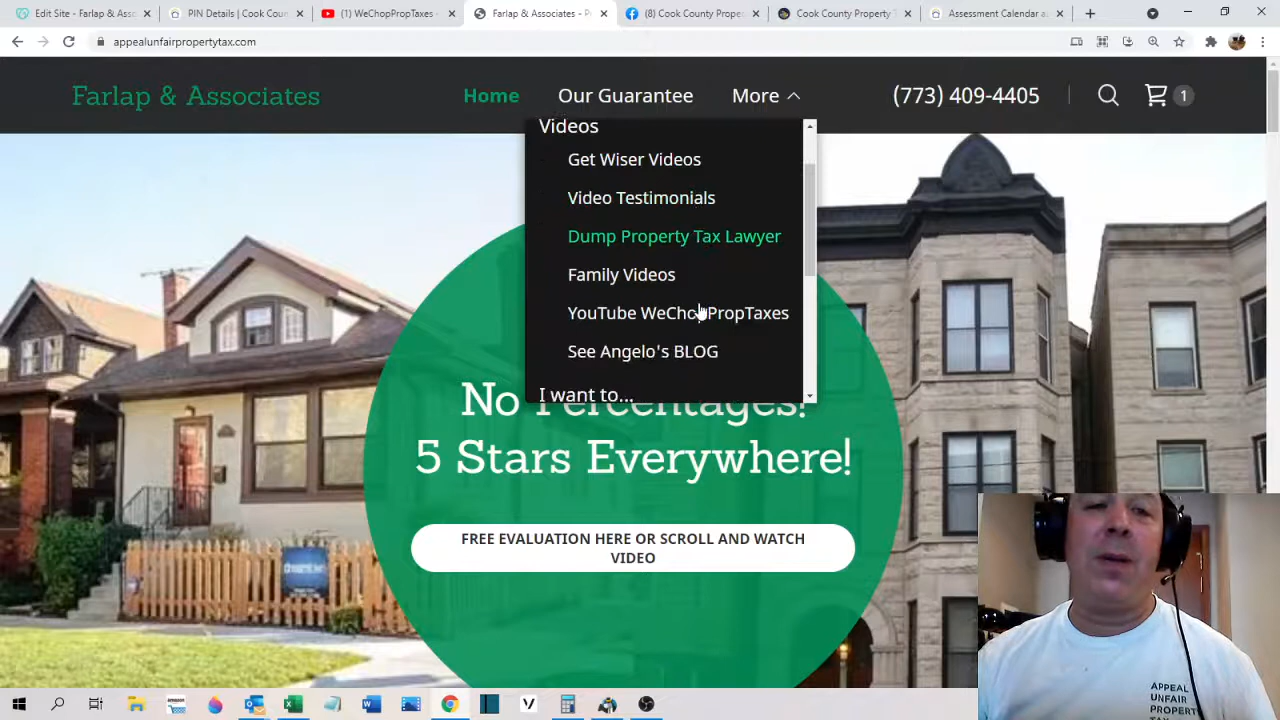 Edit Site - Farlap & Asso
PIN Details | Cook Coun
(1) WeChopPropTaxes -
Farlap & Associates - P
(8) Cook County Proper
Cook County Property T
Assessment Calendar a
appealunfairpropertytax.com
Farlap & Associates
Home
Our Guarantee
More
(773) 409-4405
1
Videos
Get Wiser Videos
Video Testimonials
Dump Property Tax Lawyer
Family Videos
YouTube WeChopPropTaxes
See Angelo's BLOG
I want to...
No Percentages!
5 Stars Everywhere!
FREE EVALUATION HERE OR SCROLL AND WATCH
VIDEO
APPEAL
UNFAIR
PROPERTY
TAX